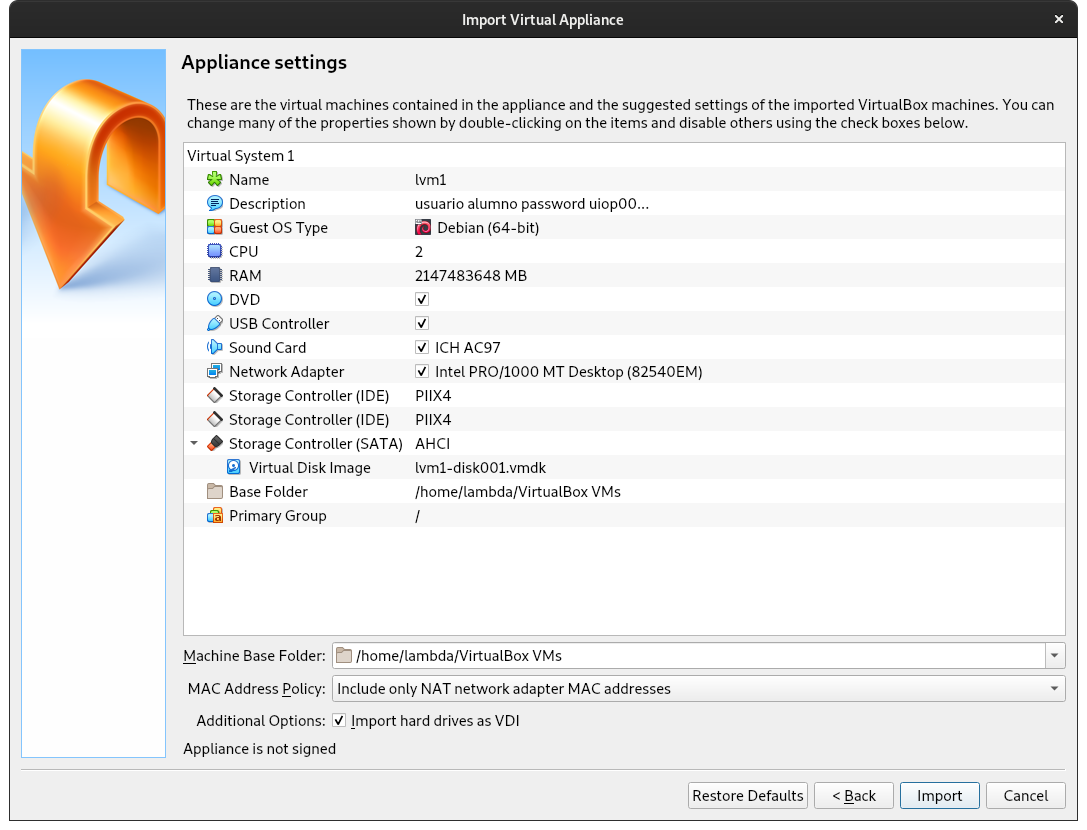 Import Virtual Appliance
Appliance settings
These are the virtual machines contained in the appliance and the suggested settings of the imported VirtualBox machines. You can
change many of the properties shown by double-clicking on the items and disable others using the check boxes below.
Virtual System 1
Name lvm1
Description usuario alumno password uiop00...
Guest OS Type Debian (64-bit)
CPU 2
RAM 2147483648 MB
DVD
USB Controller
Sound Card ICH AC97
Network Adapter Intel PRO/1000 MT Desktop (82540EM)
Storage Controller (IDE) PIIX4
Storage Controller (IDE) PIIX4
Storage Controller (SATA) AHCI
Virtual Disk Image lvm1-disk001.vmdk
Base Folder /home/lambda/VirtualBox VMs
Primary Group /
Machine Base Folder: /home/lambda/VirtualBox VMs
MAC Address Policy: Include only NAT network adapter MAC addresses
Additional Options: Import hard drives as VDI
Appliance is not signed
Restore Defaults < Back Import Cancel